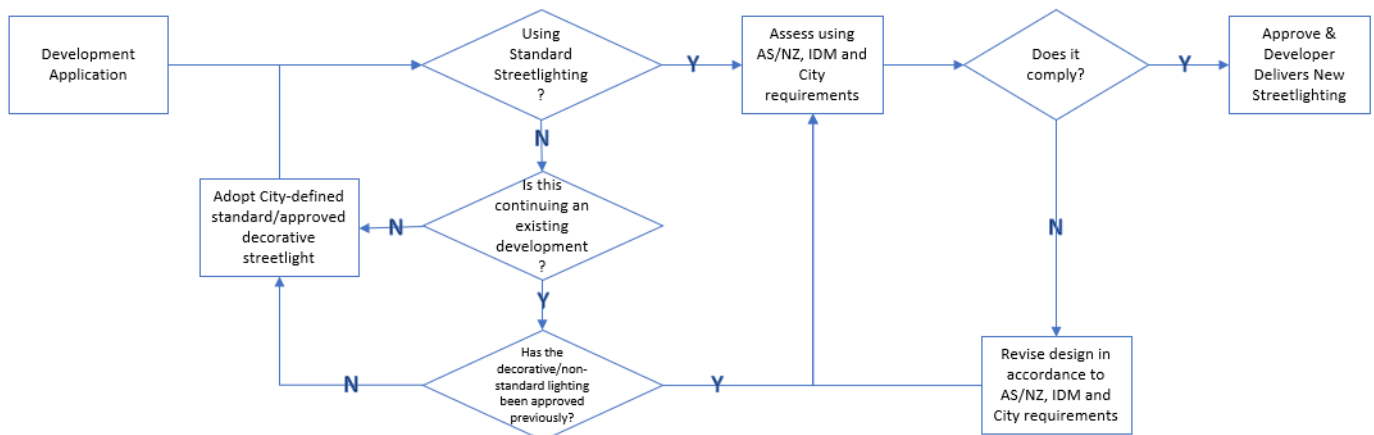 Development
Application
Using
Standard
Streetlighting
?
Y
Assess using
AS/NZ, IDM and
City
requirements
Does it
comply?
Y
Approve &
Developer
Delivers New
Streetlighting
N
Adopt City-defined
standard/approved
decorative
streetlight
N
Is this
continuing an
existing
development
?
N
Y
N
Has the
decorative/non-
standard lighting
been approved
previously?
Y
Revise design in
accordance to
AS/NZ, IDM and
City requirements